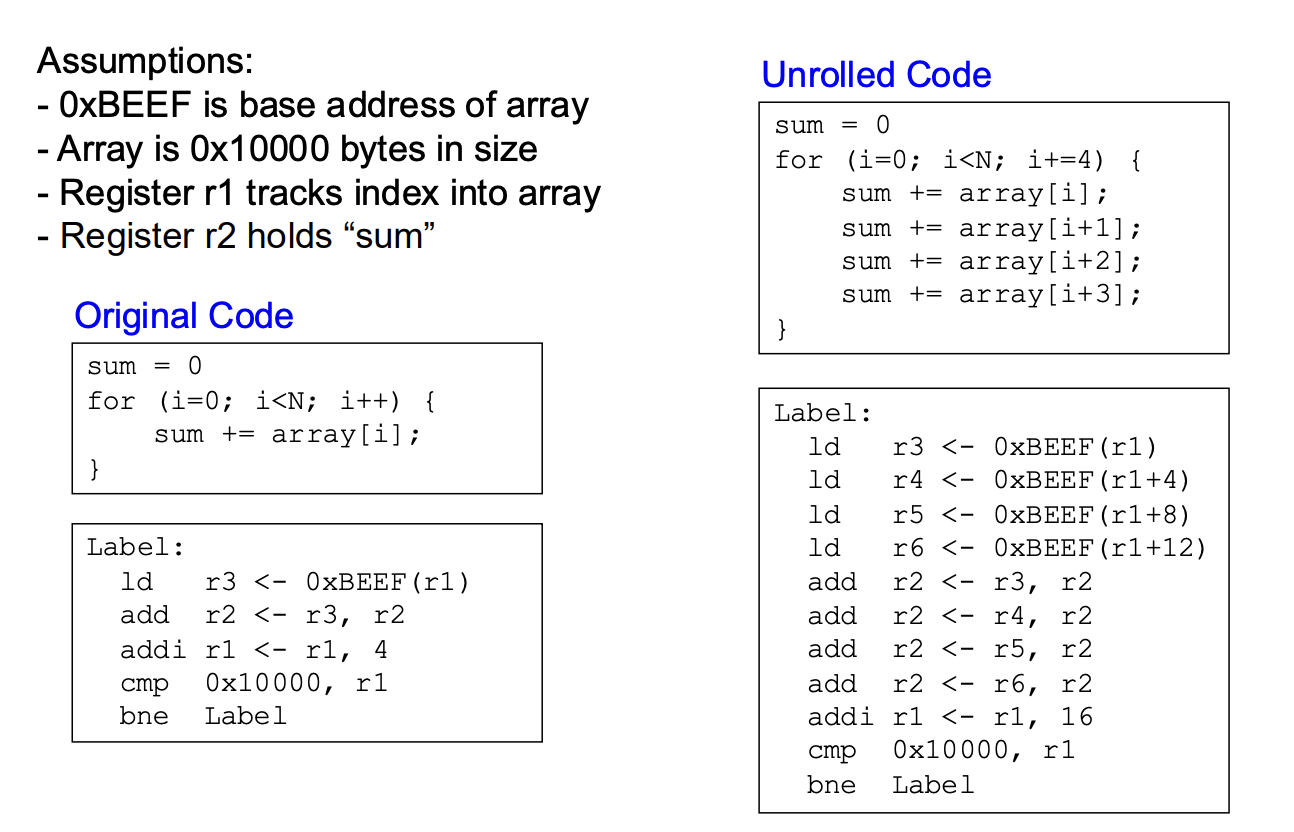 Assumptions:
- 0xBEEF is base address of array
- Array is 0x10000 bytes in size
- Register r1 tracks index into array
- Register r2 holds “sum”
Original Code
sum = 0
for (i=0; i<N; i++) {
    sum += array[i];
}
Label:
  ld   r3 <- 0xBEEF(r1)
  add  r2 <- r3, r2
  addi r1 <- r1, 4
  cmp  0x10000, r1
  bne  Label
Unrolled Code
sum = 0
for (i=0; i<N; i+=4) {
    sum += array[i];
    sum += array[i+1];
    sum += array[i+2];
    sum += array[i+3];
}
Label:
  ld   r3 <- 0xBEEF(r1)
  ld   r4 <- 0xBEEF(r1+4)
  ld   r5 <- 0xBEEF(r1+8)
  ld   r6 <- 0xBEEF(r1+12)
  add  r2 <- r3, r2
  add  r2 <- r4, r2
  add  r2 <- r5, r2
  add  r2 <- r6, r2
  addi r1 <- r1, 16
  cmp  0x10000, r1
  bne  Label